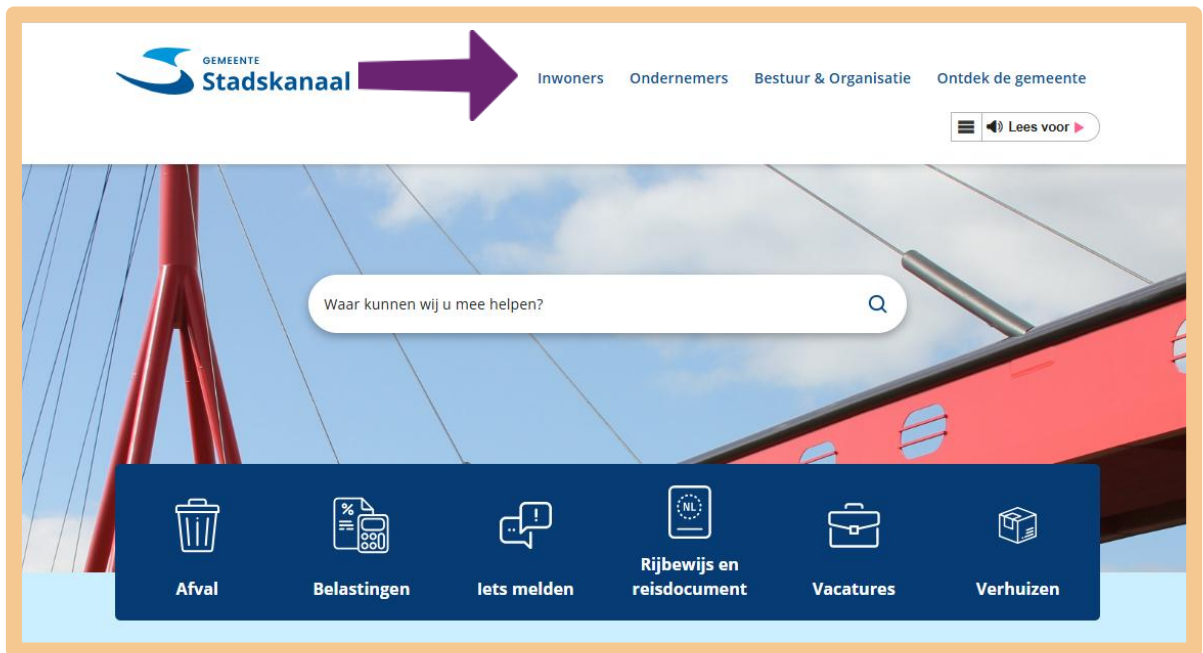 GEMEENTE
Stadskanaal
Inwoners Ondernemers Bestuur & Organisatie Ontdek de gemeente
Lees voor
Waar kunnen wij u mee helpen?
%
NL
Afval Belastingen Iets melden Rijbewijs en reisdocument Vacatures Verhuizen